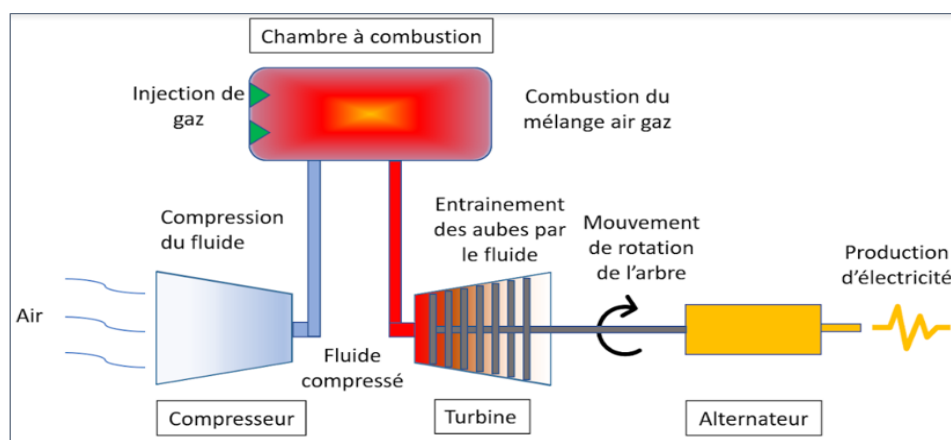 Chambre à combustion
Injection de
gaz
Combustion du
mélange air gaz
Compression
du fluide
Entrainement
des aubes par
le fluide
Mouvement
de rotation
de l'arbre
Production
d'électricité
Air
Fluide
compressé
Compresseur
Turbine
Alternateur